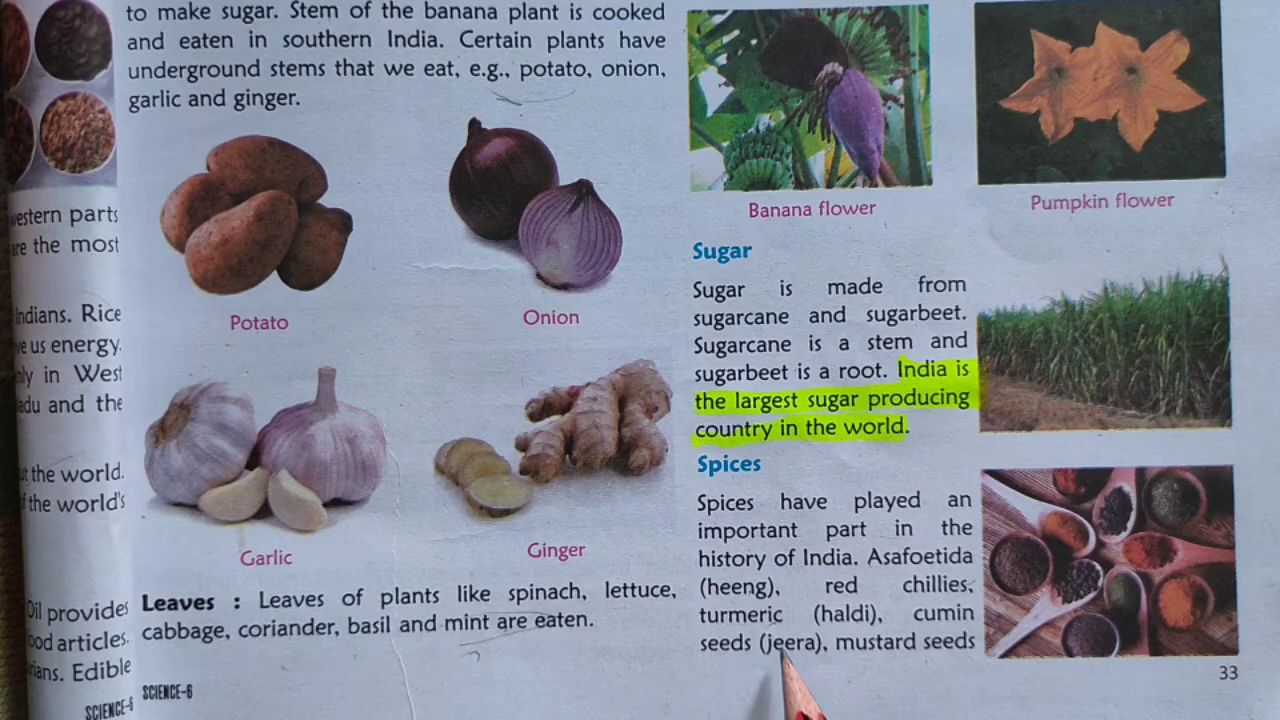 western parts
are the most
Indians. Rice
us energy.
in West
and the
the world.
the world's
Oil provides
articles.
Edible
SCIENCE-6
to make sugar. Stem of the banana plant is cooked
and eaten in southern India. Certain plants have
underground stems that we eat, e.g., potato, onion,
garlic and ginger.
Potato
Onion
Garlic
Ginger
Leaves : Leaves of plants like spinach, lettuce,
cabbage, coriander, basil and mint are eaten.
SCIENCE-6
Banana flower
Pumpkin flower
Sugar
Sugar is made from
sugarcane and sugarbeet.
Sugarcane is a stem and
sugarbeet is a root. India is
the largest sugar producing
country in the world.
Spices
Spices have played an
important part in the
history of India. Asafoetida
(heeng), red chillies,
turmeric (haldi), cumin
seeds (jeera), mustard seeds
33